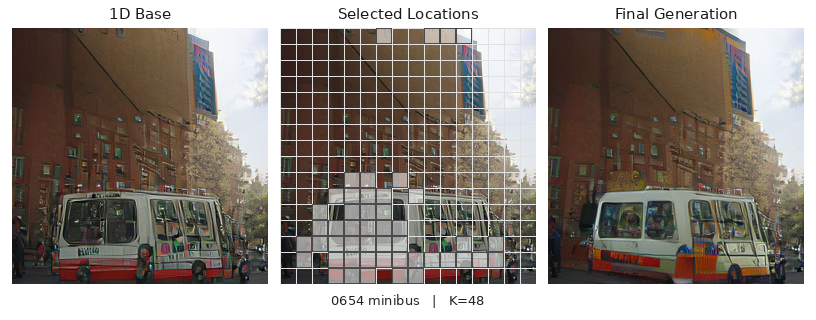 1D Base
Selected Locations
Final Generation
0654 minibus | K=48